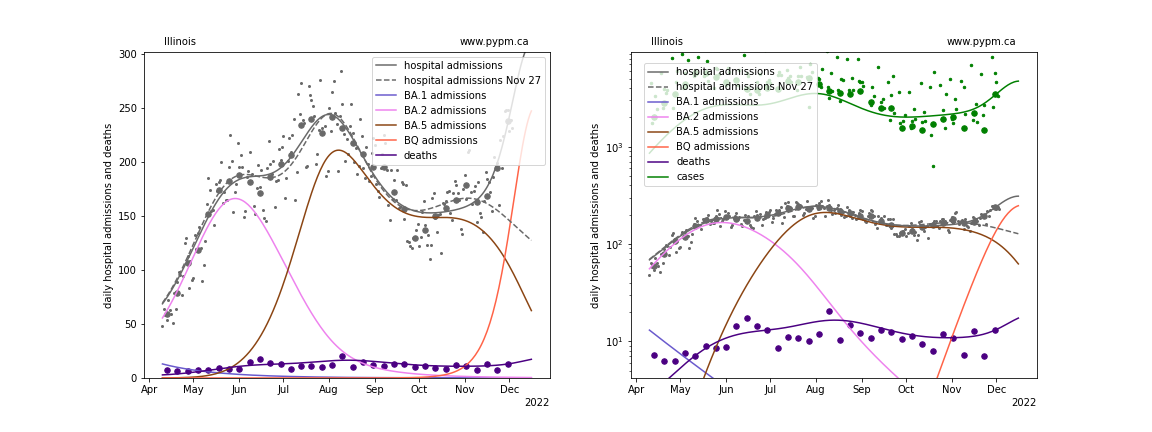 Illinois www.pypm.ca
daily hospital admissions and deaths
300
250
200
150
100
50
0
hospital admissions
hospital admissions Nov 27
BA.1 admissions
BA.2 admissions
BA.5 admissions
BQ admissions
deaths
Apr May Jun Jul Aug Sep Oct Nov Dec
2022
Illinois www.pypm.ca
daily hospital admissions and deaths
10³
10²
10¹
hospital admissions
hospital admissions Nov 27
BA.1 admissions
BA.2 admissions
BA.5 admissions
BQ admissions
deaths
cases
Apr May Jun Jul Aug Sep Oct Nov Dec
2022